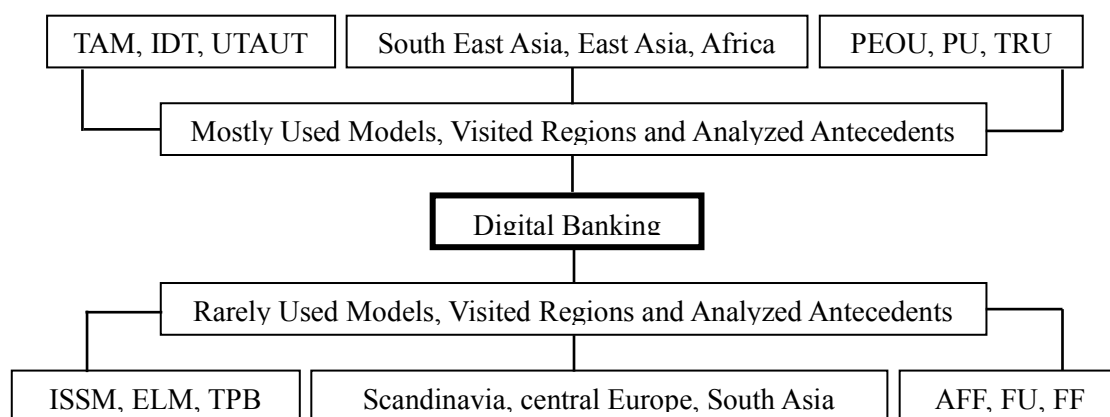 TAM, IDT, UTAUT
South East Asia, East Asia, Africa
PEOU, PU, TRU
Mostly Used Models, Visited Regions and Analyzed Antecedents
Digital Banking
Rarely Used Models, Visited Regions and Analyzed Antecedents
ISSM, ELM, TPB
Scandinavia, central Europe, South Asia
AFF, FU, FF